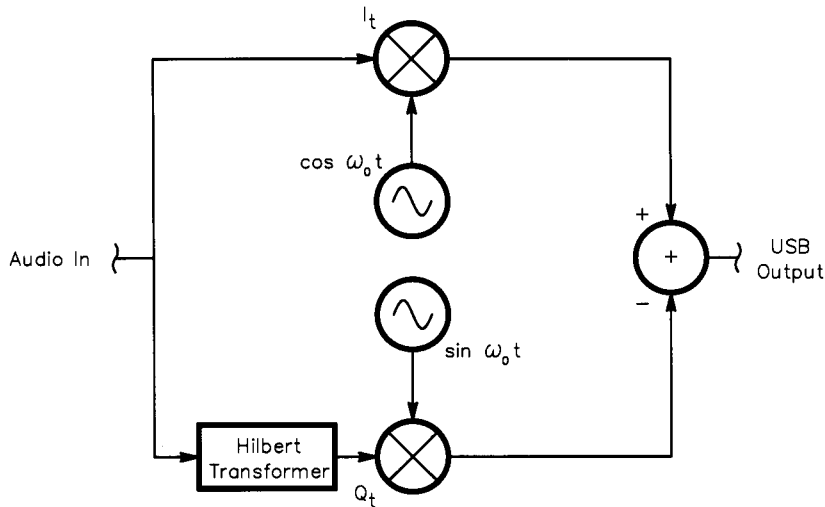 I_t
cos ω_o t
+
Audio In
+
USB
Output
−
sin ω_o t
Hilbert
Transformer
Q_t